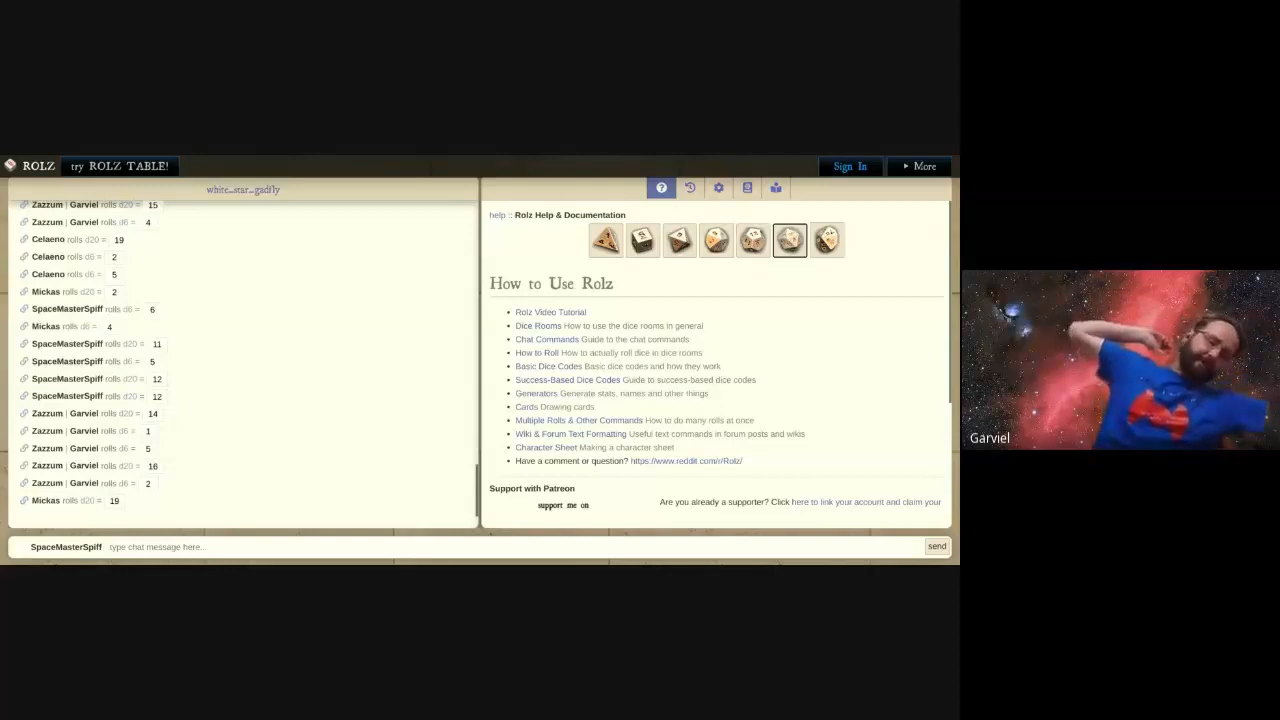 ROLZ
try ROLZ TABLE!
Sign In
More
white_star_gadfly
Zazzum | Garviel rolls d20 = 15
Zazzum | Garviel rolls d6 = 4
Celaeno rolls d20 = 19
Celaeno rolls d6 = 2
Celaeno rolls d6 = 5
Mickas rolls d20 = 2
SpaceMasterSpiff rolls d6 = 6
Mickas rolls d6 = 4
SpaceMasterSpiff rolls d20 = 11
SpaceMasterSpiff rolls d6 = 5
SpaceMasterSpiff rolls d20 = 12
SpaceMasterSpiff rolls d20 = 12
Zazzum | Garviel rolls d20 = 14
Zazzum | Garviel rolls d6 = 1
Zazzum | Garviel rolls d6 = 5
Zazzum | Garviel rolls d20 = 16
Zazzum | Garviel rolls d6 = 2
Mickas rolls d20 = 19
SpaceMasterSpiff type chat message here...
send
help :: Rolz Help & Documentation
How to Use Rolz
• Rolz Video Tutorial
• Dice Rooms How to use the dice rooms in general
• Chat Commands Guide to the chat commands
• How to Roll How to actually roll dice in dice rooms
• Basic Dice Codes Basic dice codes and how they work
• Success-Based Dice Codes Guide to success-based dice codes
• Generators Generate stats, names and other things
• Cards Drawing cards
• Multiple Rolls & Other Commands How to do many rolls at once
• Wiki & Forum Text Formatting Useful text commands in forum posts and wikis
• Character Sheet Making a character sheet
• Have a comment or question? https://www.reddit.com/r/Rolz/
Support with Patreon
support me on
Are you already a supporter? Click here to link your account and claim your
Garviel